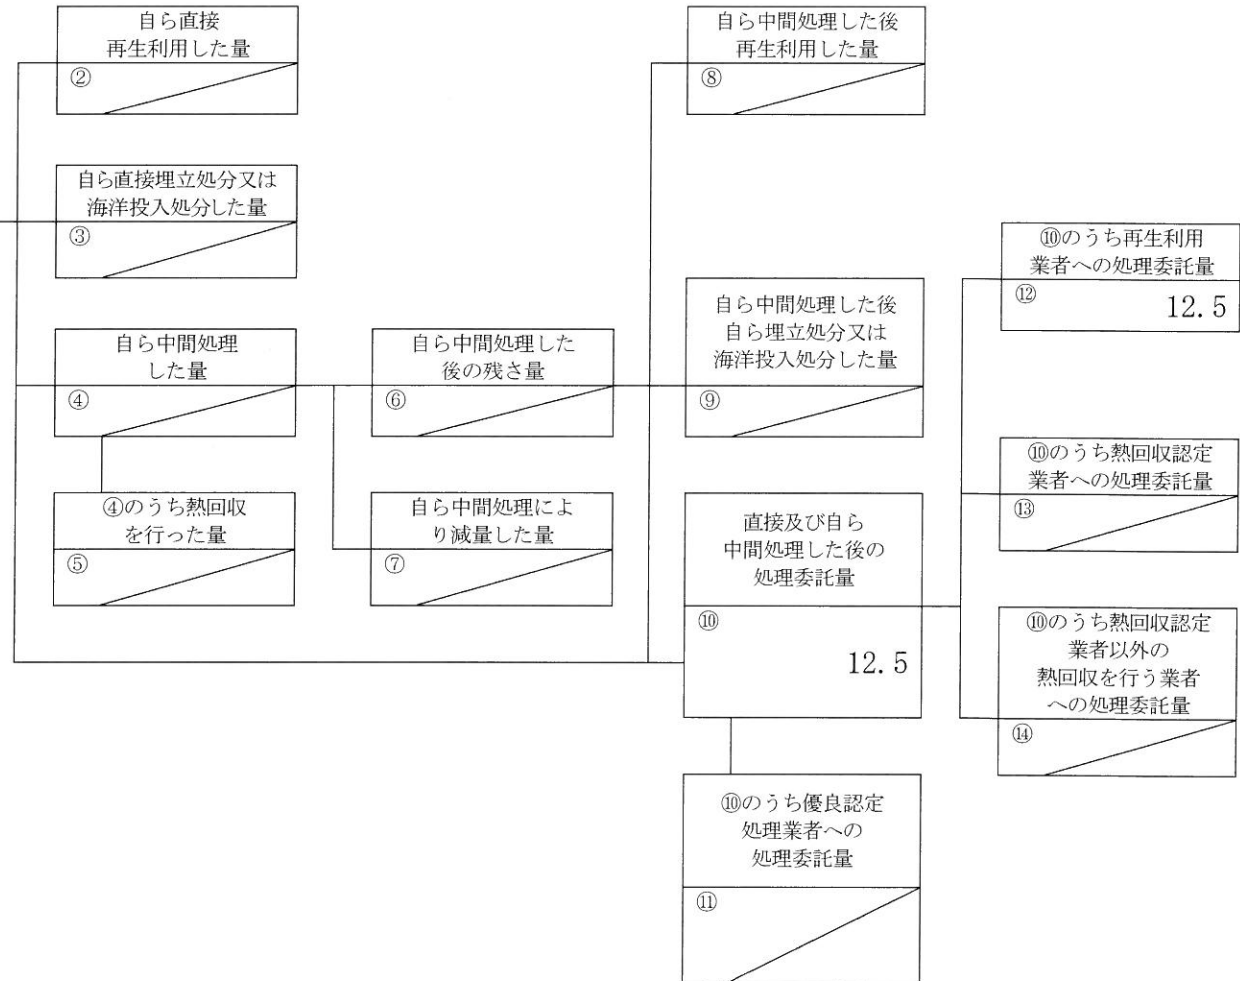 自ら直接
再生利用した量
②
自ら中間処理した後
再生利用した量
⑧
自ら直接埋立処分又は
海洋投入処分した量
③
⑩のうち再生利用
業者への処理委託量
⑫
12.5
自ら中間処理した後
自ら埋立処分又は
海洋投入処分した量
⑨
自ら中間処理
した量
④
自ら中間処理した
後の残さ量
⑥
⑩のうち熱回収認定
業者への処理委託量
⑬
④のうち熱回収
を行った量
⑤
自ら中間処理によ
り減量した量
⑦
直接及び自ら
中間処理した後の
処理委託量
⑩
12.5
⑩のうち熱回収認定
業者以外の
熱回収を行う業者
への処理委託量
⑭
⑩のうち優良認定
処理業者への
処理委託量
⑪